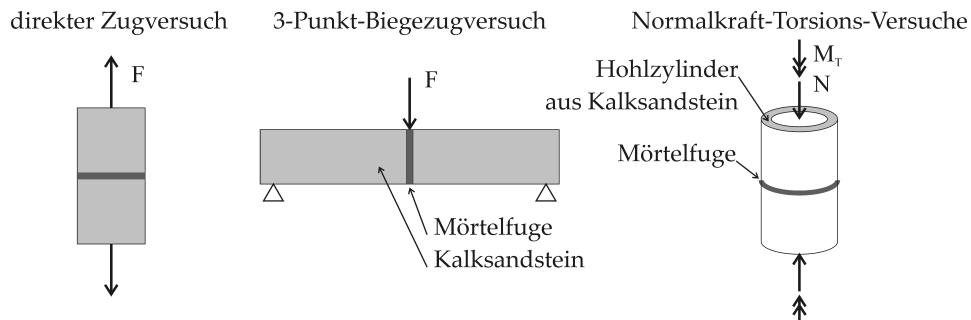 direkter Zugversuch
3-Punkt-Biegezugversuch
Normalkraft-Torsions-Versuche
F
F
M_T
N
Hohlzylinder
aus Kalksandstein
Mörtelfuge
Mörtelfuge
Kalksandstein